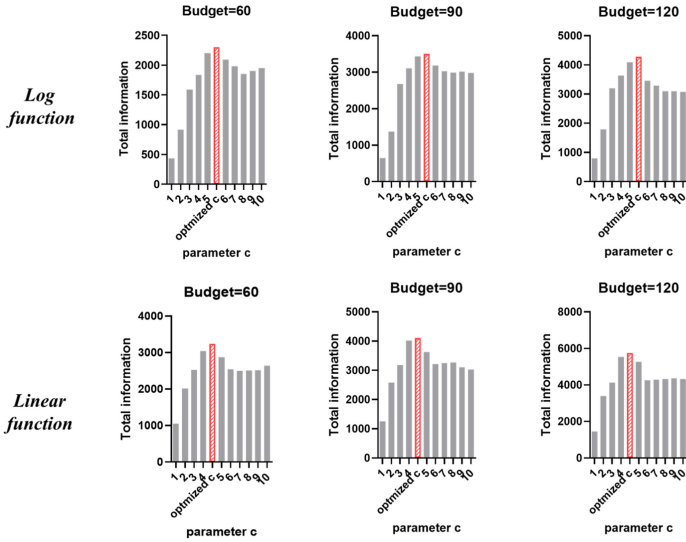 Log
function
Budget=60
Total information
2500
2000
1500
1000
500
0
1 2 3 4 5 optmized c 6 7 8 9 10
parameter c
Budget=90
Total information
4000
3000
2000
1000
0
1 2 3 4 5 optmized c 6 7 8 9 10
parameter c
Budget=120
Total information
5000
4000
3000
2000
1000
0
1 2 3 4 5 optmized c 6 7 8 9 10
parameter c
Linear
function
Budget=60
Total information
4000
3000
2000
1000
0
1 2 3 4 optimized c 5 6 7 8 9 10
parameter c
Budget=90
Total information
5000
4000
3000
2000
1000
0
1 2 3 4 optimized c 5 6 7 8 9 10
parameter c
Budget=120
Total information
8000
6000
4000
2000
0
1 2 3 4 optimized c 5 6 7 8 9 10
parameter c